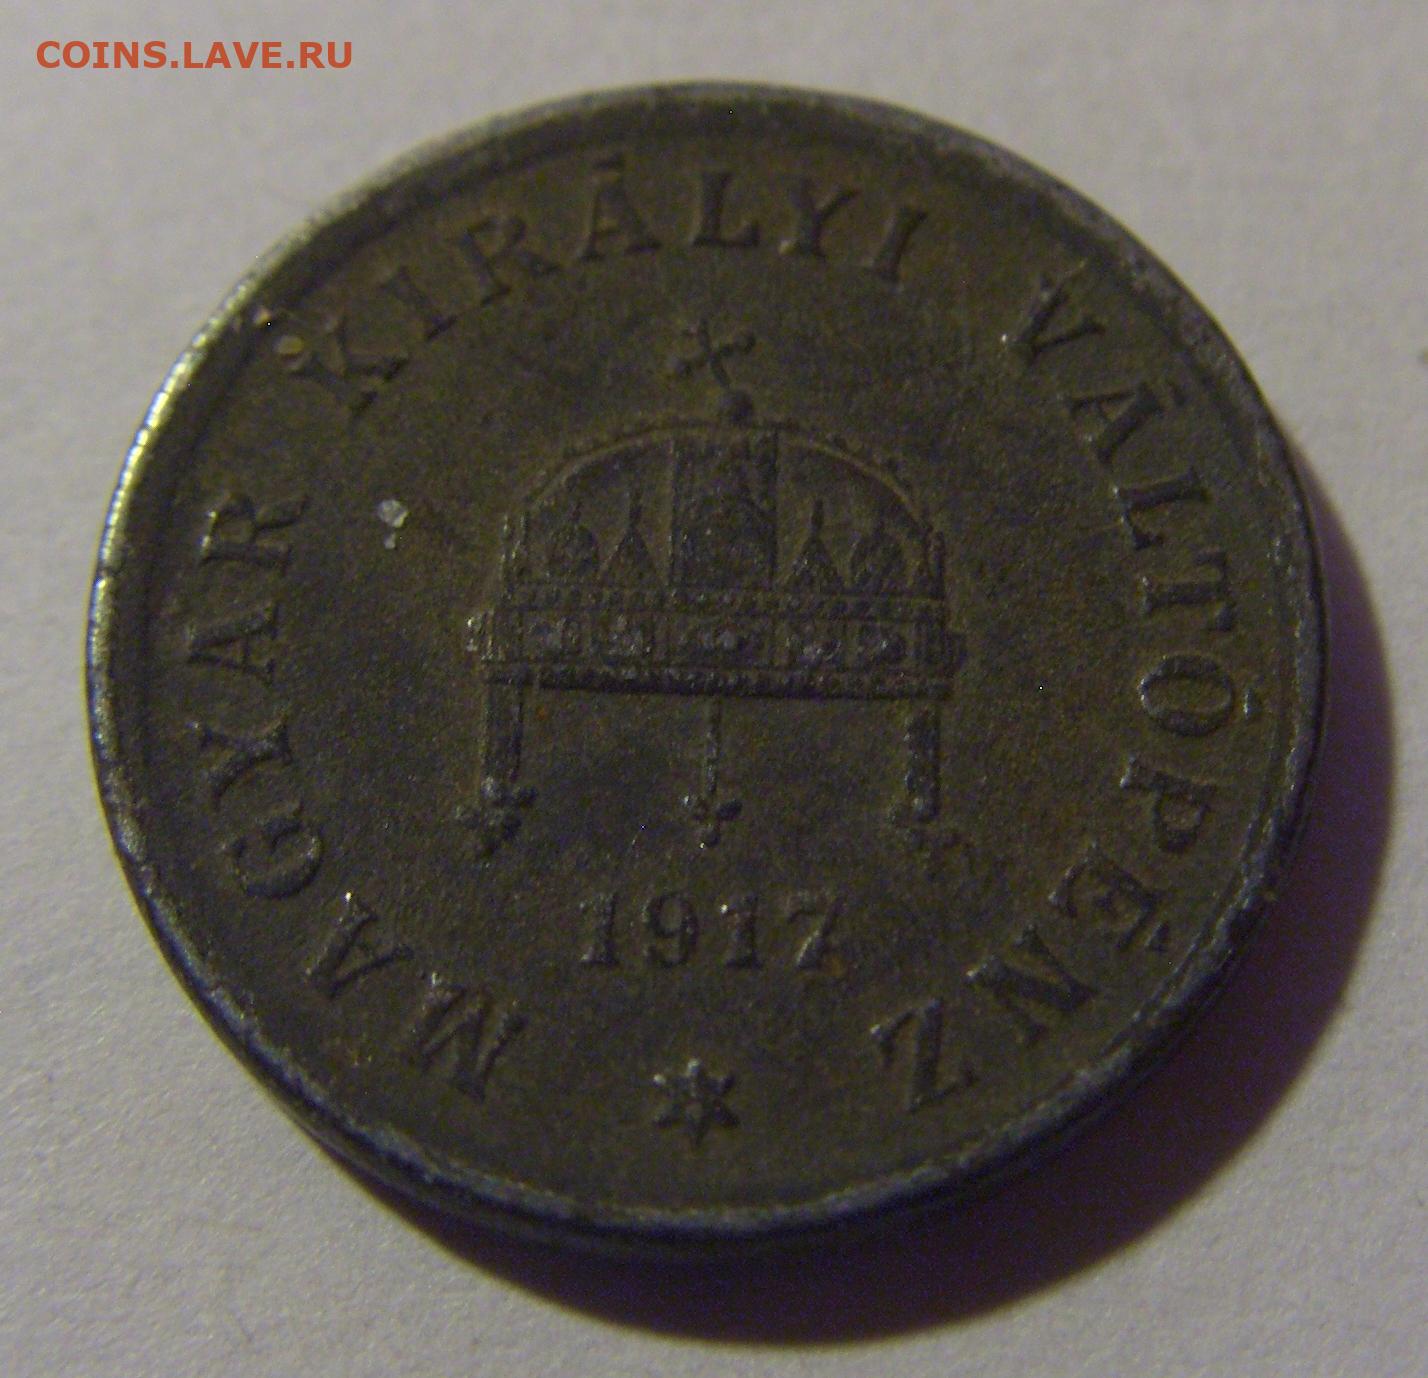 COINS.LAVE.RU
MAGYAR KIRÁLYI VÁLTÓPÉNZ
1917